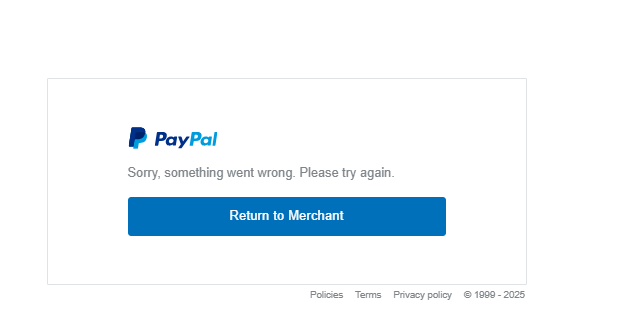 PayPal
Sorry, something went wrong. Please try again.
Return to Merchant
Policies Terms Privacy policy © 1999 - 2025